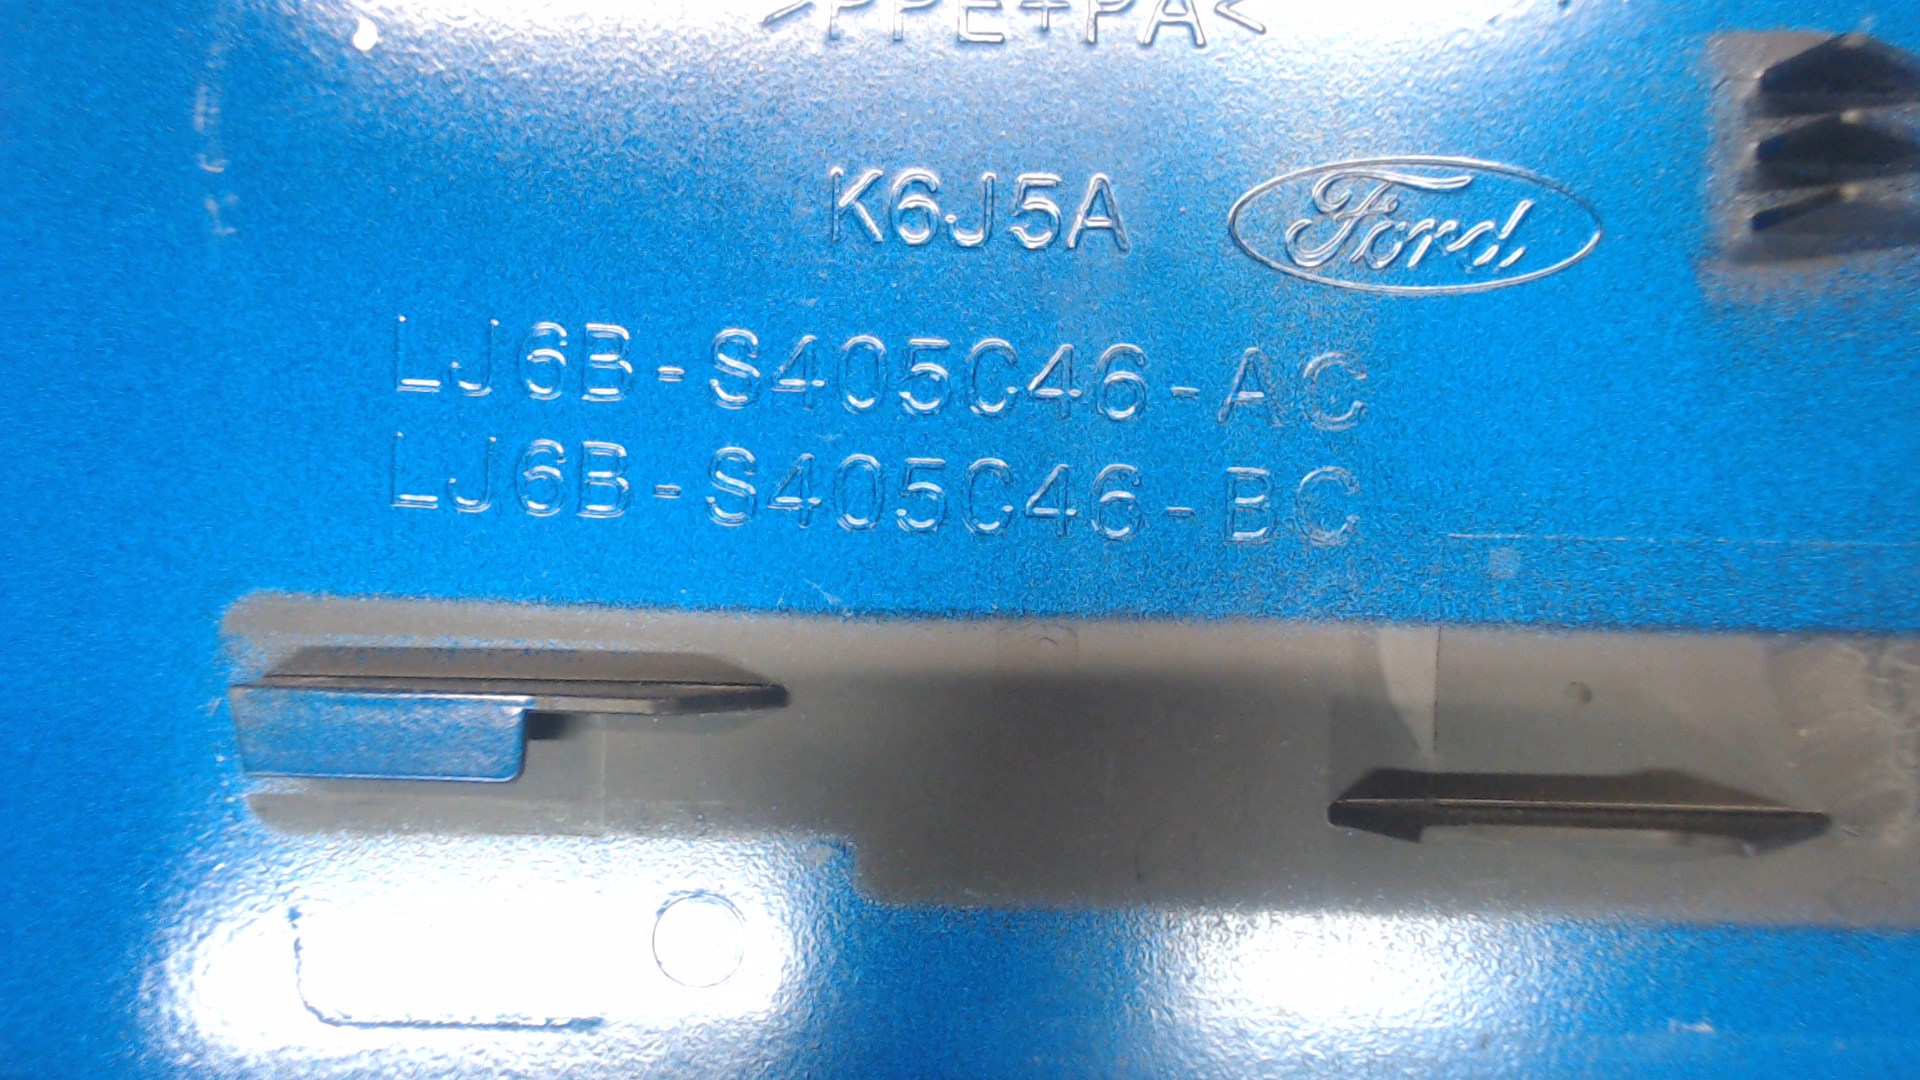 >PPE+PA<
K6J5A Ford
LJ6B-S405C46-AC
LJ6B-S405C46-BC